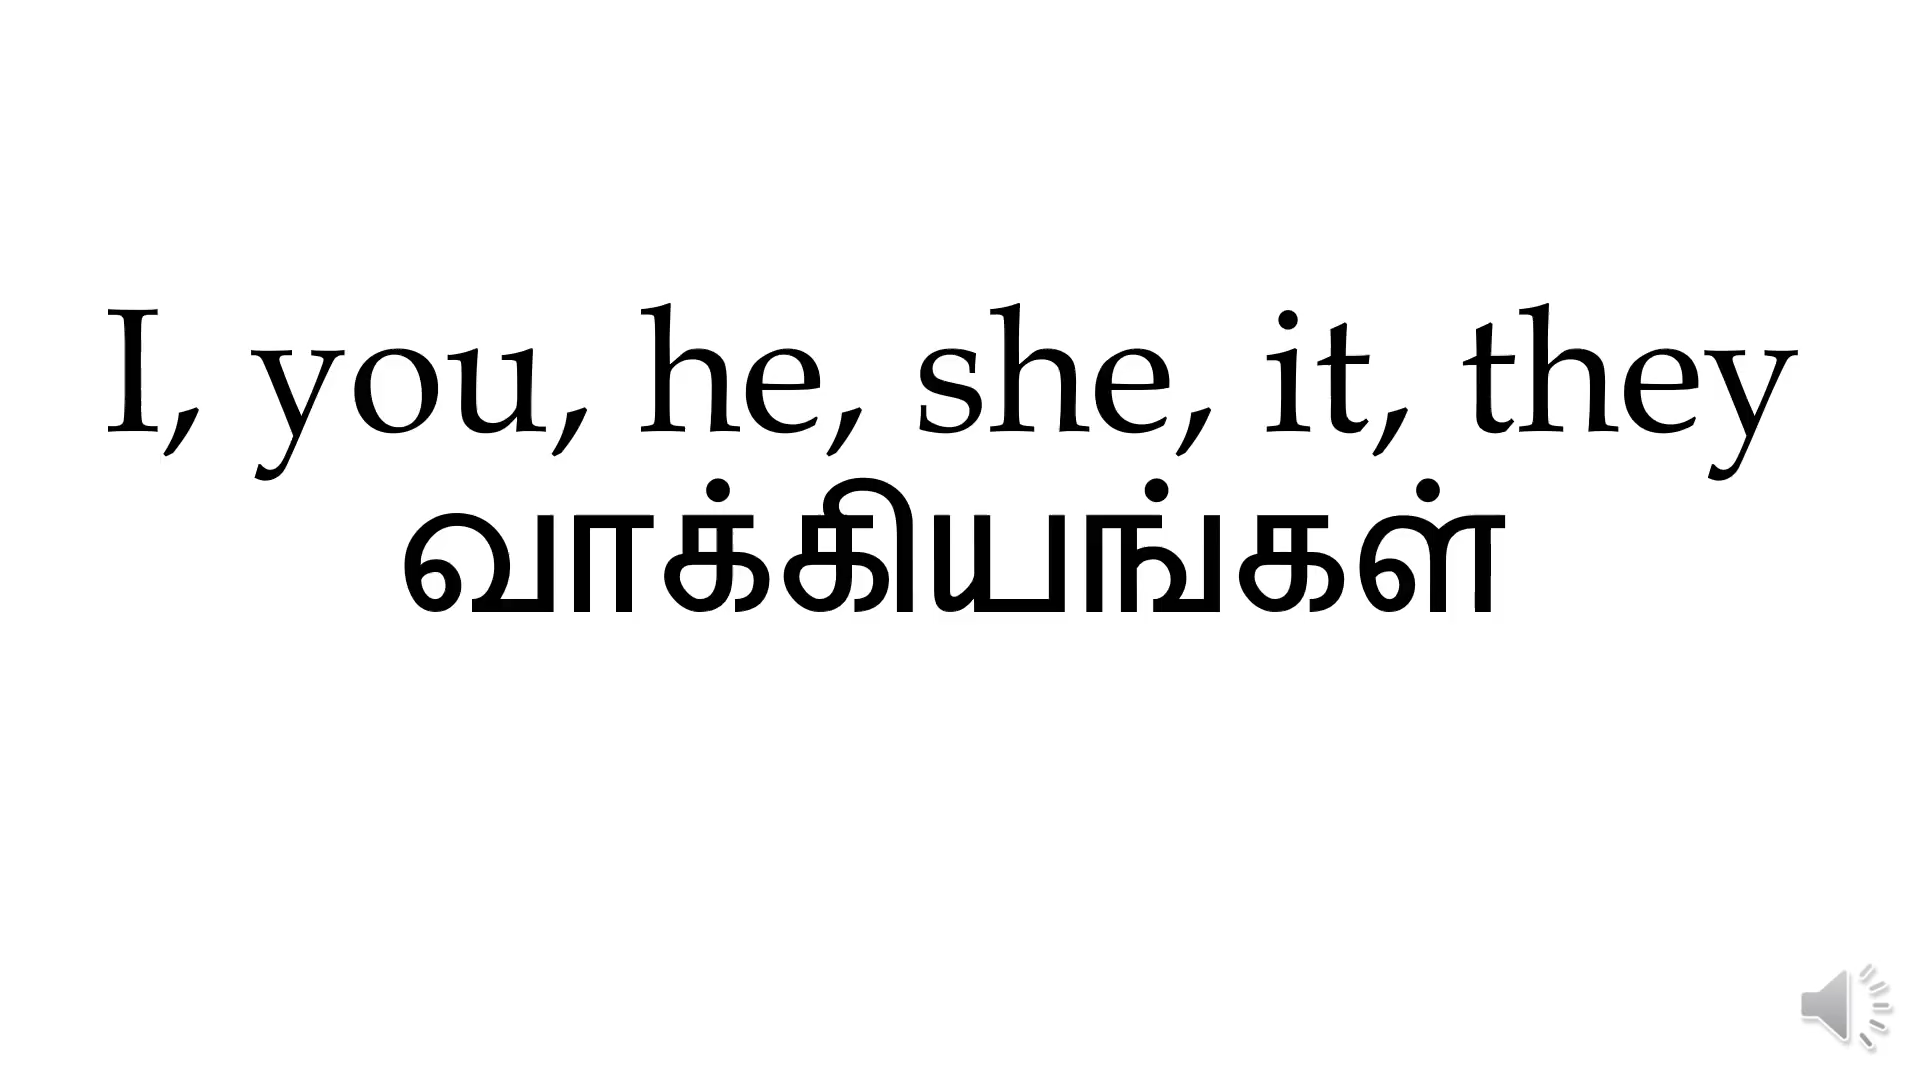 I, you, he, she, it, they
வாக்கியங்கள்